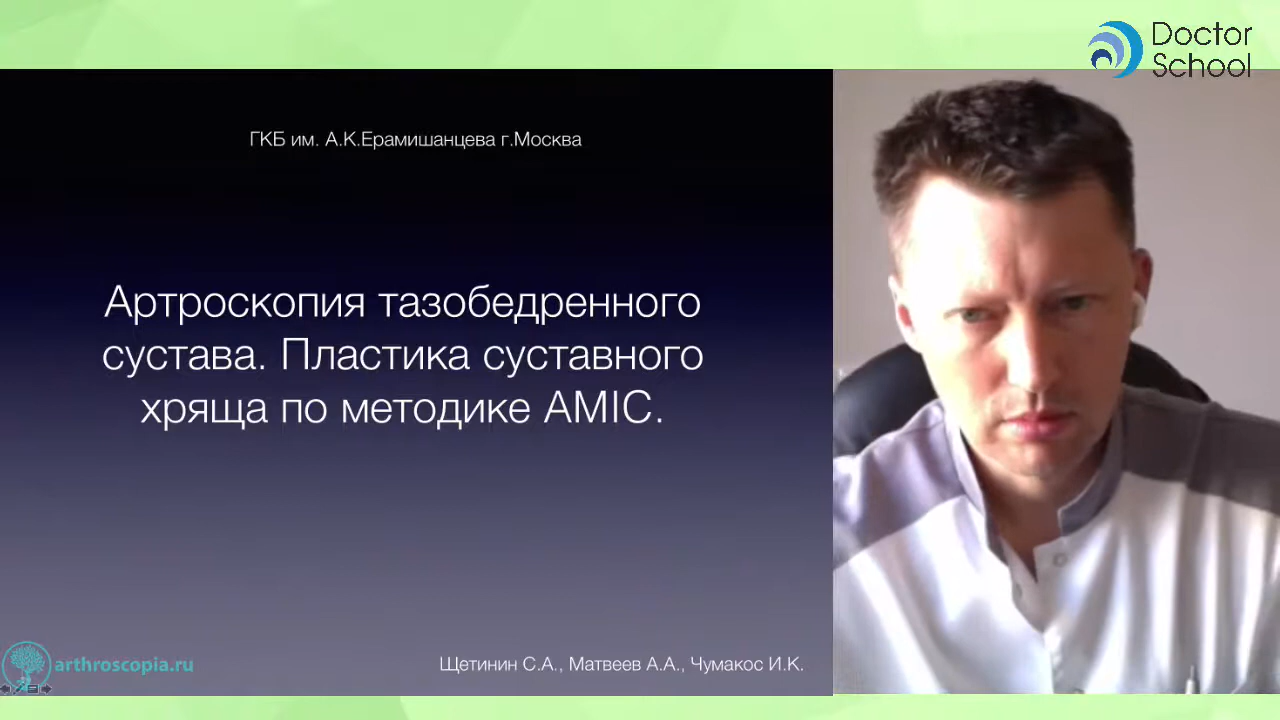 Doctor
School
ГКБ им. А.К.Ерамишанцева г.Москва
Артроскопия тазобедренного
сустава. Пластика суставного
хряща по методике AMIC.
arthroscopia.ru
Щетинин С.А., Матвеев А.А., Чумакос И.К.